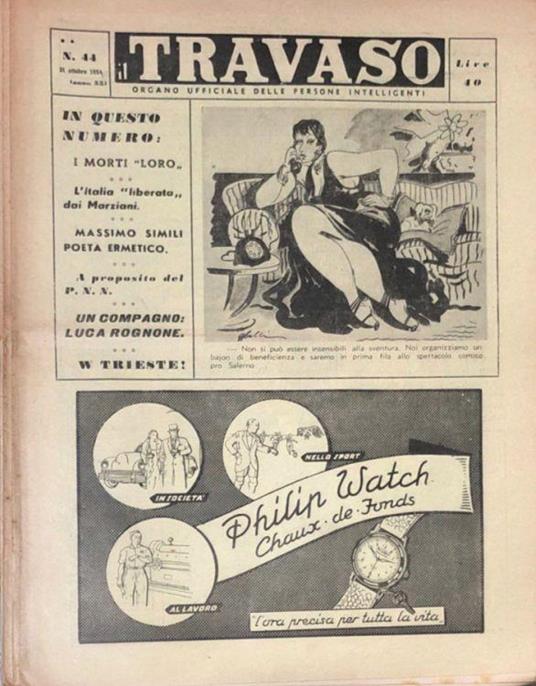 N. 44
31 ottobre 1954
il TRAVASO
ORGANO UFFICIALE DELLE PERSONE INTELLIGENTI
Lire
40
IN QUESTO
NUMERO:
I MORTI "LORO„
L'Italia "liberata„
dai Marziani.
MASSIMO SIMILI
POETA ERMETICO.
A proposito del
P. N. N.
UN COMPAGNO:
LUCA ROGNONE.
W TRIESTE!
— Non si può essere insensibili alla sventura. Noi organizziamo un
bajon di beneficienza e saremo in prima fila allo spettacolo comico
pro Salerno
IN SOCIETA'
NELLO SPORT
AL LAVORO
Philip Watch
Chaux-de-Fonds
l'ora precisa per tutta la vita